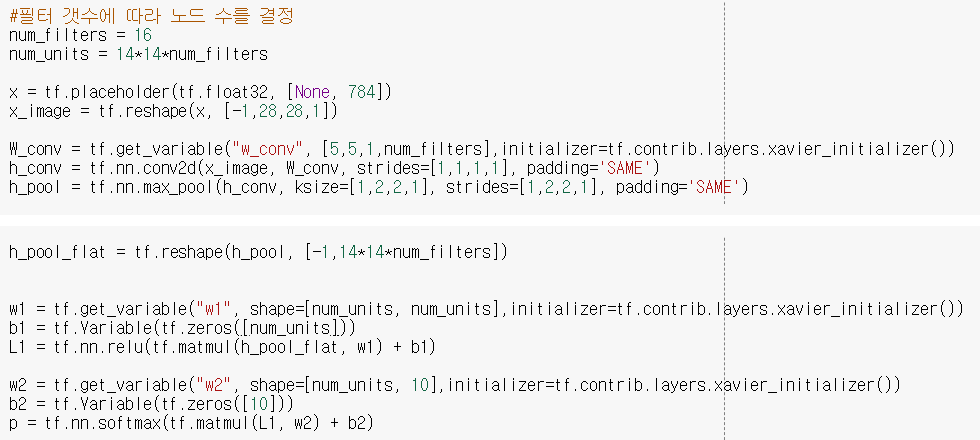 #필터 갯수에 따라 노드 수를 결정
num_filters = 16
num_units = 14*14*num_filters
x = tf.placeholder(tf.float32, [None, 784])
x_image = tf.reshape(x, [-1,28,28,1])
W_conv = tf.get_variable("w_conv", [5,5,1,num_filters],initializer=tf.contrib.layers.xavier_initializer())
h_conv = tf.nn.conv2d(x_image, W_conv, strides=[1,1,1,1], padding='SAME')
h_pool = tf.nn.max_pool(h_conv, ksize=[1,2,2,1], strides=[1,2,2,1], padding='SAME')
h_pool_flat = tf.reshape(h_pool, [-1,14*14*num_filters])
w1 = tf.get_variable("w1", shape=[num_units, num_units],initializer=tf.contrib.layers.xavier_initializer())
b1 = tf.Variable(tf.zeros([num_units]))
L1 = tf.nn.relu(tf.matmul(h_pool_flat, w1) + b1)
w2 = tf.get_variable("w2", shape=[num_units, 10],initializer=tf.contrib.layers.xavier_initializer())
b2 = tf.Variable(tf.zeros([10]))
p = tf.nn.softmax(tf.matmul(L1, w2) + b2)